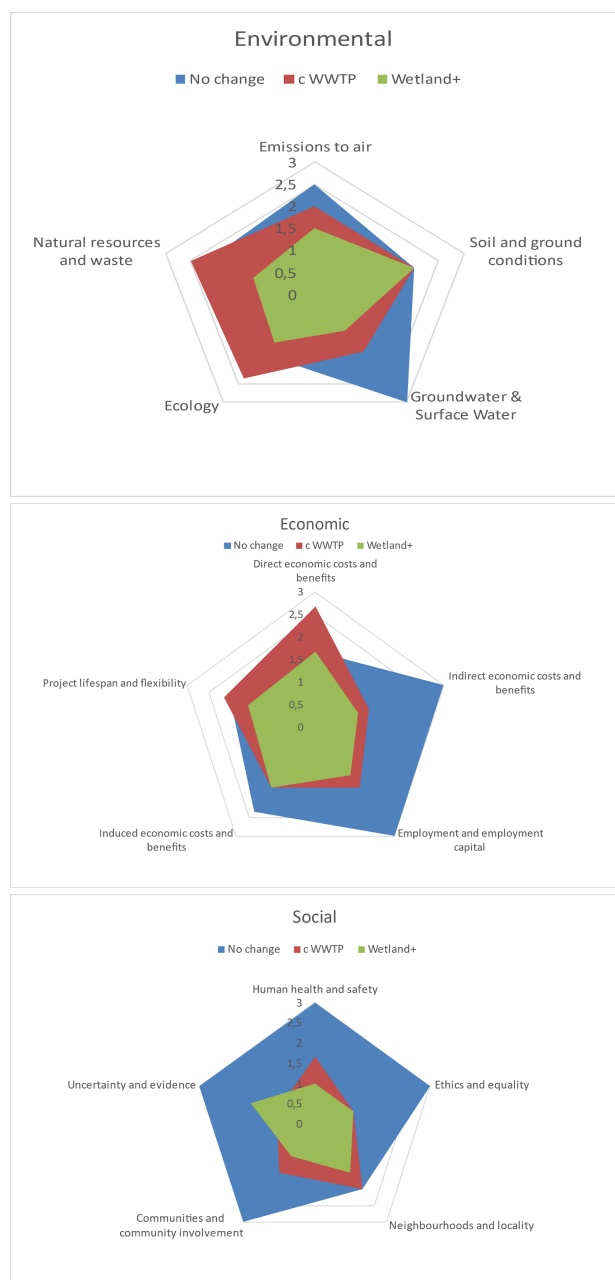 Environmental
No change c WWTP Wetland+
Emissions to air
3
2,5
2
1,5
1
0,5
0
Natural resources
and waste
Soil and ground
conditions
Ecology
Groundwater &
Surface Water
Economic
No change c WWTP Wetland+
Direct economic costs and
benefits
3
2,5
2
1,5
1
0,5
0
Project lifespan and flexibility
Indirect economic costs and
benefits
Induced economic costs and
benefits
Employment and employment
capital
Social
No change c WWTP Wetland+
Human health and safety
3
2,5
2
1,5
1
0,5
0
Uncertainty and evidence
Ethics and equality
Communities and
community involvement
Neighbourhoods and locality